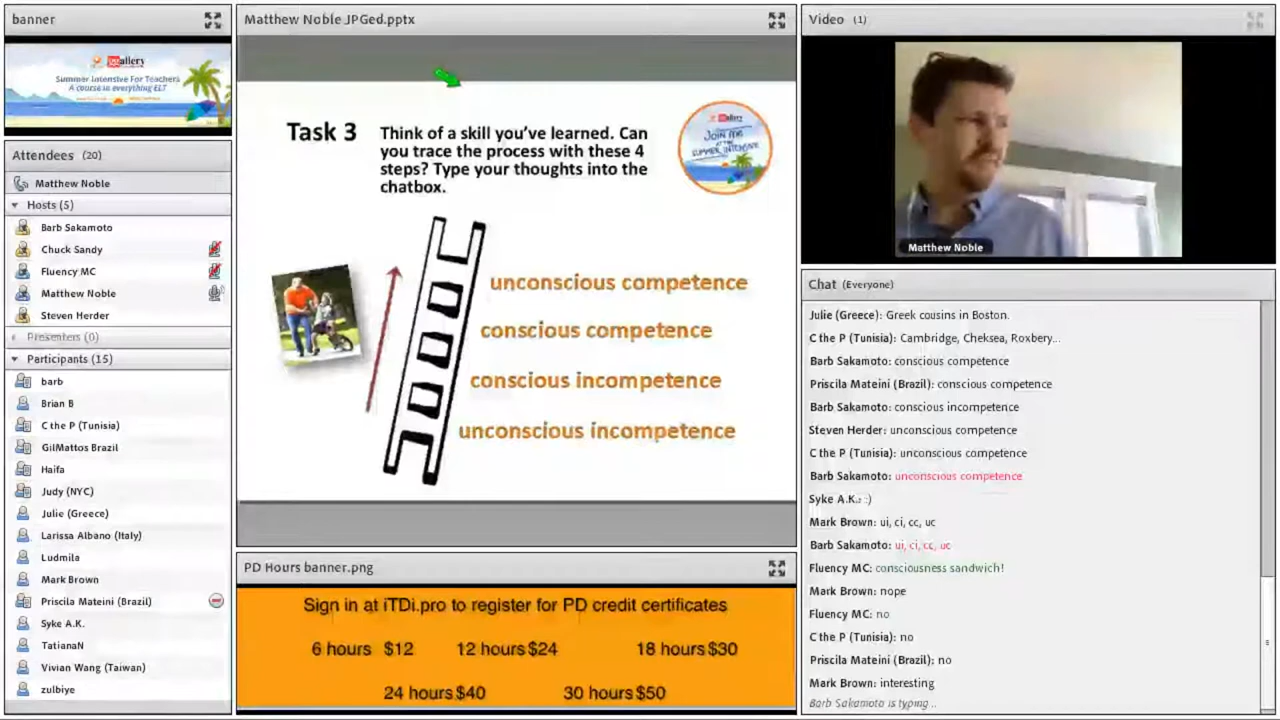 banner
Summer Intensive For Teachers
A course in everything ELT
Attendees (20)
Matthew Noble
Hosts (5)
Barb Sakamoto
Chuck Sandy
Fluency MC
Matthew Noble
Steven Herder
Presenters (0)
Participants (15)
barb
Brian B
C the P (Tunisia)
GilMattos Brazil
Haifa
Judy (NYC)
Julie (Greece)
Larissa Albano (Italy)
Ludmila
Mark Brown
Priscila Mateini (Brazil)
Syke A.K.
TatianaN
Vivian Wang (Taiwan)
zulbiye
Matthew Noble JPGed.pptx
Task 3
Think of a skill you've learned. Can
you trace the process with these 4
steps? Type your thoughts into the
chatbox.
JOIN ME
AT THE
SUMMER INTENSIVE
unconscious competence
conscious competence
conscious incompetence
unconscious incompetence
PD Hours banner.png
Sign in at iTDi.pro to register for PD credit certificates
6 hours $12 12 hours $24 18 hours $30
24 hours $40 30 hours $50
Video (1)
Matthew Noble
Chat (Everyone)
Julie (Greece): Greek cousins in Boston.
C the P (Tunisia): Cambridge, Cheksea, Roxbery...
Barb Sakamoto: conscious competence
Priscila Mateini (Brazil): conscious competence
Barb Sakamoto: conscious incompetence
Steven Herder: unconscious competence
C the P (Tunisia): unconscious competence
Barb Sakamoto: unconscious competence
Syke A.K.: :)
Mark Brown: ui, ci, cc, uc
Barb Sakamoto: ui, ci, cc, uc
Fluency MC: consciousness sandwich!
Mark Brown: nope
Fluency MC: no
C the P (Tunisia): no
Priscila Mateini (Brazil): no
Mark Brown: interesting
Barb Sakamoto is typing...